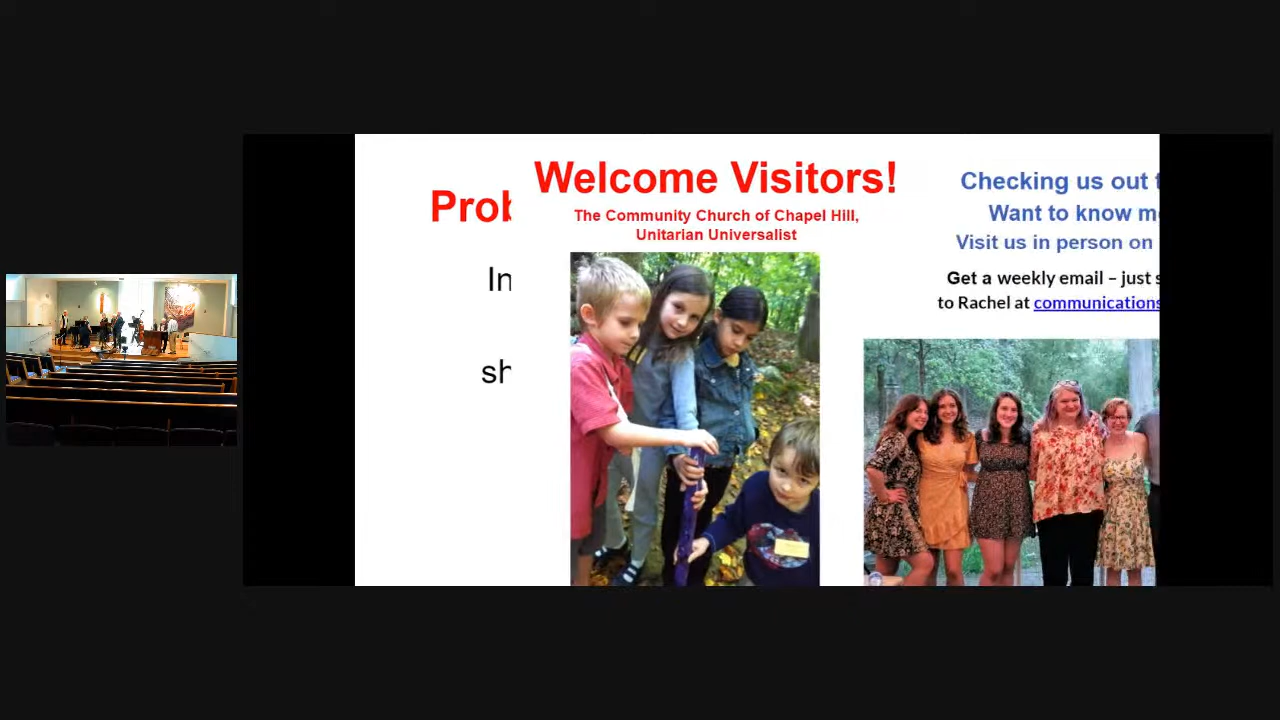 Prob
In
sh
Welcome Visitors!
The Community Church of Chapel Hill,
Unitarian Universalist
Checking us out t
Want to know m
Visit us in person on
Get a weekly email – just s
to Rachel at communications